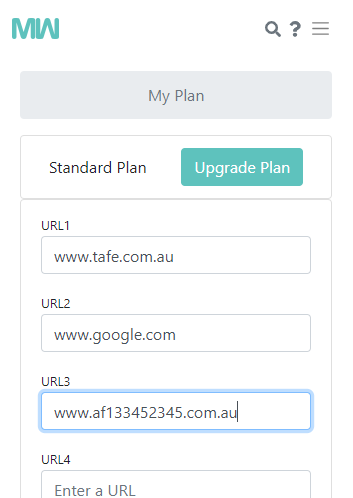 MW
?
My Plan
Standard Plan Upgrade Plan
URL1
www.tafe.com.au
URL2
www.google.com
URL3
www.af133452345.com.au
URL4
Enter a URL